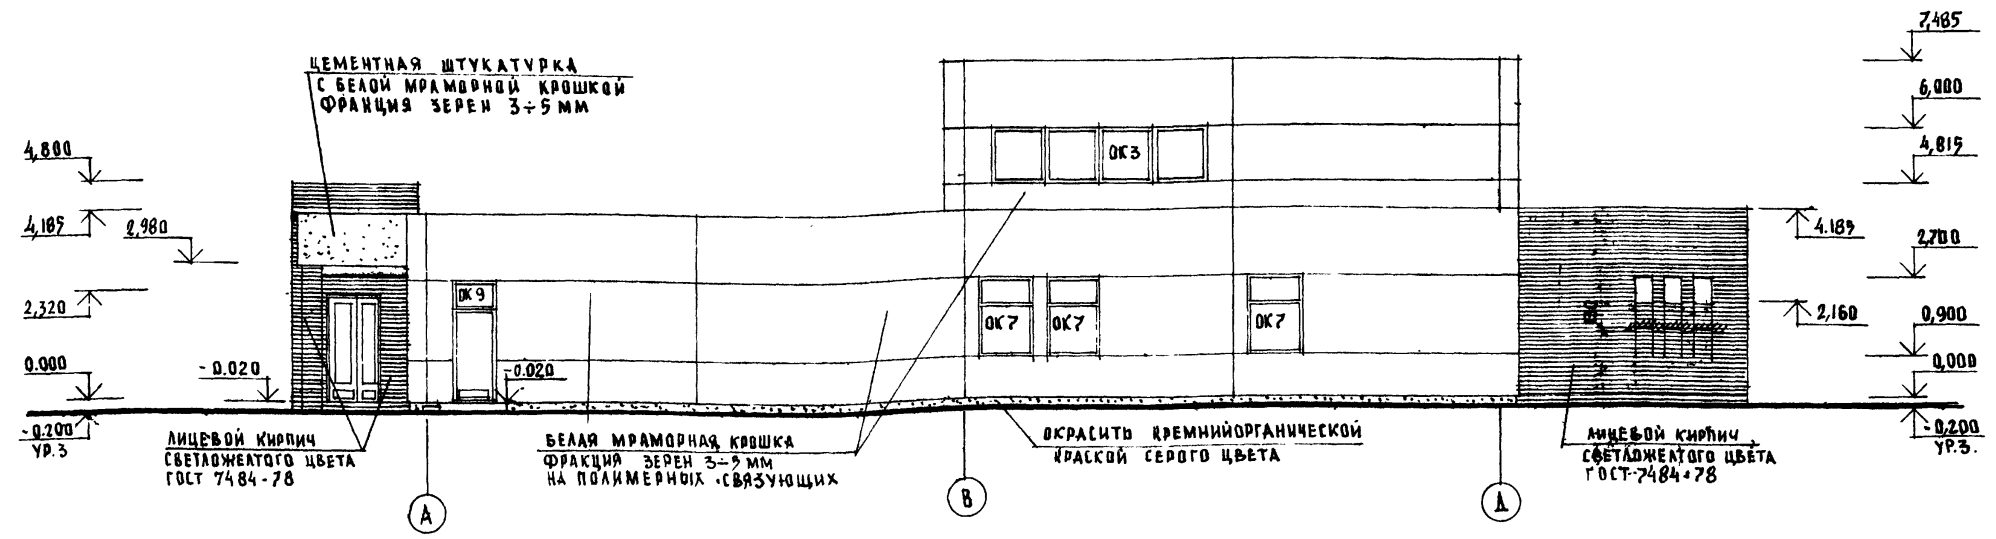 ЦЕМЕНТНАЯ ШТУКАТУРКА
С БЕЛОЙ МРАМОРНОЙ КРОШКОЙ
ФРАНЦИЯ ЗЕРЕН 3÷5 ММ
7,485
6,000
4,815
4,800
4,185
2,980
2,320
0.000
-0.020
-0.200
УР.3
ОК3
ОК9
ОК7
ОК7
ОК7
-0.020
4.185
2,160
2,700
0,900
0,000
-0,200
УР.3.
ЛИЦЕВОЙ КИРПИЧ
СВЕТЛОЖЕЛТОГО ЦВЕТА
ГОСТ 7484-78
БЕЛАЯ МРАМОРНАЯ КРОШКА
ФРАКЦИЯ ЗЕРЕН 3÷5 ММ
НА ПОЛИМЕРНЫХ СВЯЗУЮЩИХ
ОКРАСИТЬ КРЕМНИЙОРГАНИЧЕСКОЙ
КРАСКОЙ СЕРОГО ЦВЕТА
ЛИЦЕВОЙ КИРПИЧ
СВЕТЛОЖЕЛТОГО ЦВЕТА
ГОСТ-7484-78
А
В
Д